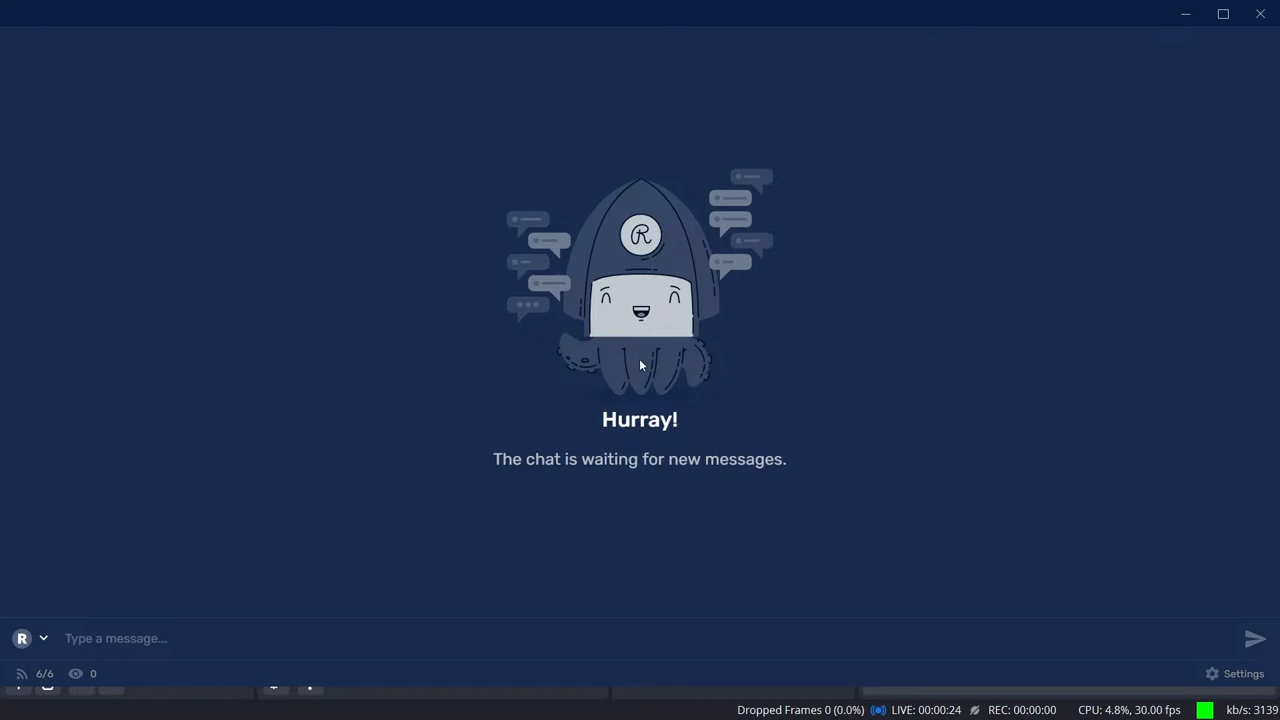 R
Hurray!
The chat is waiting for new messages.
R Type a message...
6/6 0 Settings
Dropped Frames 0 (0.0%) LIVE: 00:00:24 REC: 00:00:00 CPU: 4.8%, 30.00 fps kb/s: 3139